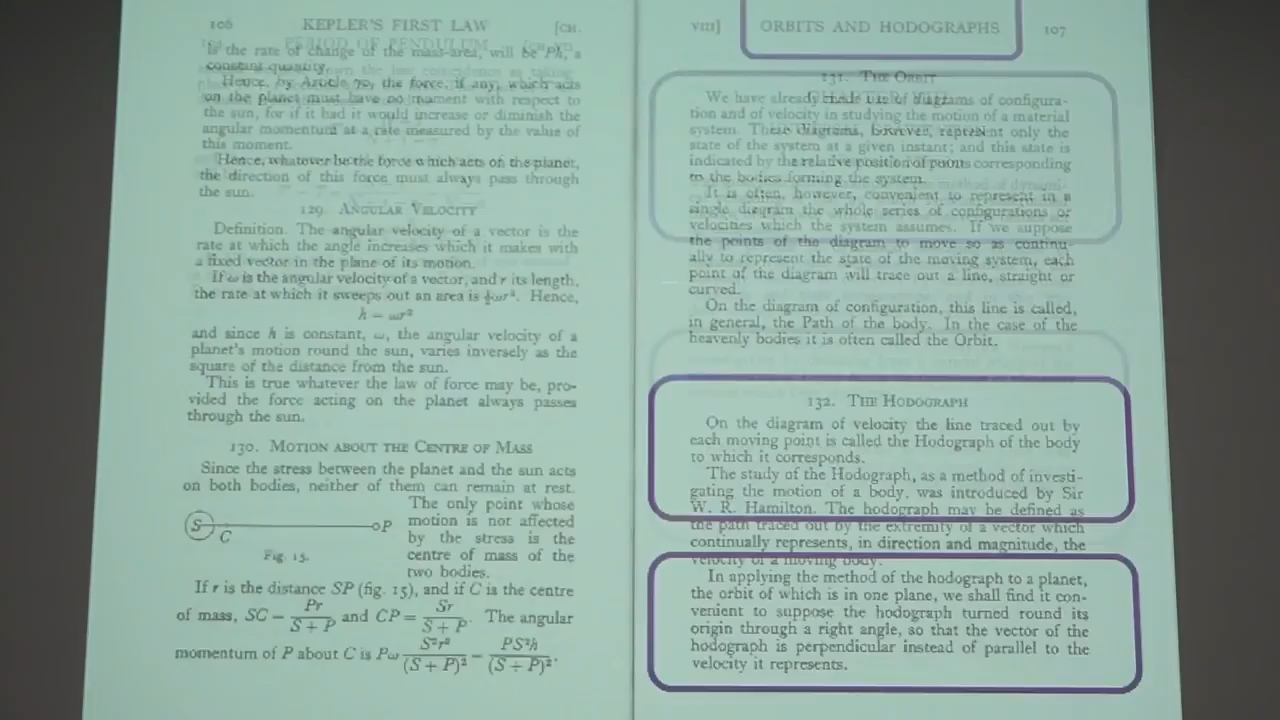 106 KEPLER'S FIRST LAW [CH.
is the rate of change of the mass-area, will be Ph, a
constant quantity.
Hence, by Article 70, the force, if any, which acts
on the planet must have no moment with respect to
the sun, for if it had it would increase or diminish the
angular momentum at a rate measured by the value of
this moment.
Hence, whatever be the force which acts on the planet,
the direction of this force must always pass through
the sun.
129. ANGULAR VELOCITY
Definition. The angular velocity of a vector is the
rate at which the angle increases which it makes with
a fixed vector in the plane of its motion.
If ω is the angular velocity of a vector, and r its length,
the rate at which it sweeps out an area is ½ωr². Hence,
h = ωr²
and since h is constant, ω, the angular velocity of a
planet's motion round the sun, varies inversely as the
square of the distance from the sun.
This is true whatever the law of force may be, pro-
vided the force acting on the planet always passes
through the sun.
130. MOTION ABOUT THE CENTRE OF MASS
Since the stress between the planet and the sun acts
on both bodies, neither of them can remain at rest.
The only point whose
motion is not affected
by the stress is the
centre of mass of the
two bodies.
S C P
Fig. 15.
If r is the distance SP (fig. 15), and if C is the centre
of mass, SC = Pr/(S + P) and CP = Sr/(S + P). The angular
momentum of P about C is Pω S²r²/(S + P)² = PS²h/(S + P)².
VIII] ORBITS AND HODOGRAPHS 107
131. THE ORBIT
We have already made use of diagrams of configura-
tion and of velocity in studying the motion of a material
system. These diagrams, however, represent only the
state of the system at a given instant; and this state is
indicated by the relative position of points corresponding
to the bodies forming the system.
It is often, however, convenient to represent in a
single diagram the whole series of configurations or
velocities which the system assumes. If we suppose
the points of the diagram to move so as continu-
ally to represent the state of the moving system, each
point of the diagram will trace out a line, straight or
curved.
On the diagram of configuration, this line is called,
in general, the Path of the body. In the case of the
heavenly bodies it is often called the Orbit.
132. THE HODOGRAPH
On the diagram of velocity the line traced out by
each moving point is called the Hodograph of the body
to which it corresponds.
The study of the Hodograph, as a method of investi-
gating the motion of a body, was introduced by Sir
W. R. Hamilton. The hodograph may be defined as
the path traced out by the extremity of a vector which
continually represents, in direction and magnitude, the
velocity of a moving body.
In applying the method of the hodograph to a planet,
the orbit of which is in one plane, we shall find it con-
venient to suppose the hodograph turned round its
origin through a right angle, so that the vector of the
hodograph is perpendicular instead of parallel to the
velocity it represents.